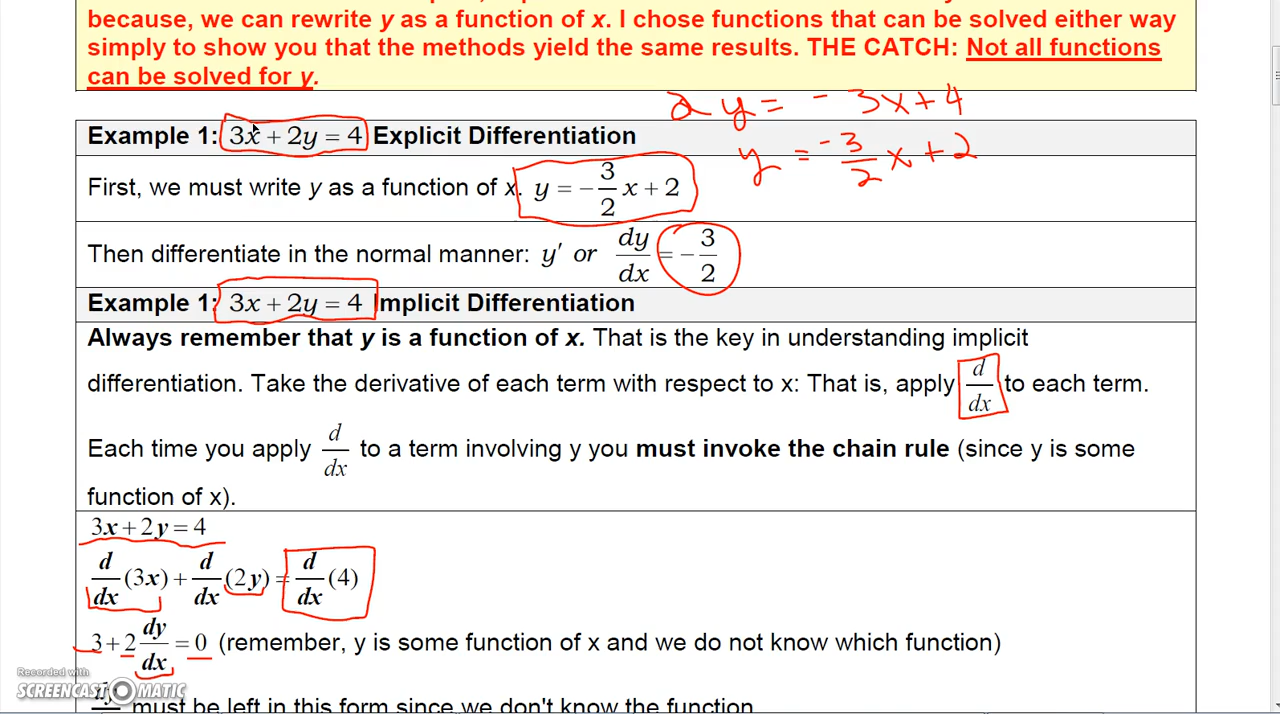 because, we can rewrite y as a function of x. I chose functions that can be solved either way
simply to show you that the methods yield the same results. THE CATCH: Not all functions
can be solved for y.
2y = -3x+4
y = -3/2 x + 2
Example 1: 3x + 2y = 4 Explicit Differentiation
First, we must write y as a function of x. y = -3/2 x + 2
Then differentiate in the normal manner: y' or dy/dx = -3/2
Example 1: 3x + 2y = 4 Implicit Differentiation
Always remember that y is a function of x. That is the key in understanding implicit
differentiation. Take the derivative of each term with respect to x: That is, apply d/dx to each term.
Each time you apply d/dx to a term involving y you must invoke the chain rule (since y is some
function of x).
3x + 2y = 4
d/dx (3x) + d/dx (2y) = d/dx (4)
3 + 2 dy/dx = 0 (remember, y is some function of x and we do not know which function)
Recorded with
SCREENCAST-O-MATIC
must be left in this form since we don't know the function